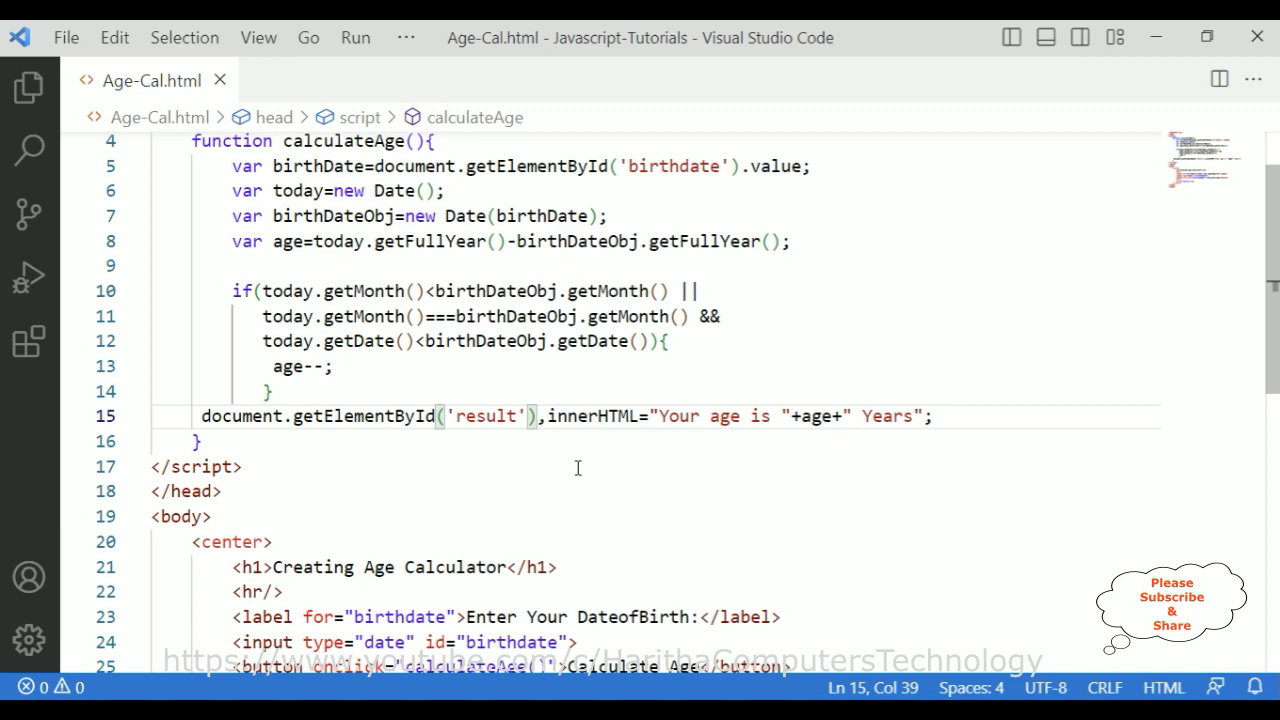 File Edit Selection View Go Run ··· Age-Cal.html - Javascript-Tutorials - Visual Studio Code
Age-Cal.html
Age-Cal.html > head > script > calculateAge
4 function calculateAge(){
5 var birthDate=document.getElementById('birthdate').value;
6 var today=new Date();
7 var birthDateObj=new Date(birthDate);
8 var age=today.getFullYear()-birthDateObj.getFullYear();
9
10 if(today.getMonth()<birthDateObj.getMonth() ||
11 today.getMonth()===birthDateObj.getMonth() &&
12 today.getDate()<birthDateObj.getDate()){
13 age--;
14 }
15 document.getElementById('result'),innerHTML="Your age is "+age+" Years";
16 }
17 </script>
18 </head>
19 <body>
20 <center>
21 <h1>Creating Age Calculator</h1>
22 <hr/>
23 <label for="birthdate">Enter Your DateofBirth:</label>
24 <input type="date" id="birthdate">
25 <button onclick="calculateAge()">Calculate Age</button>
Please
Subscribe
&
Share
https://www.youtube.com/c/HarithaComputersTechnology
0 0 Ln 15, Col 39 Spaces: 4 UTF-8 CRLF HTML